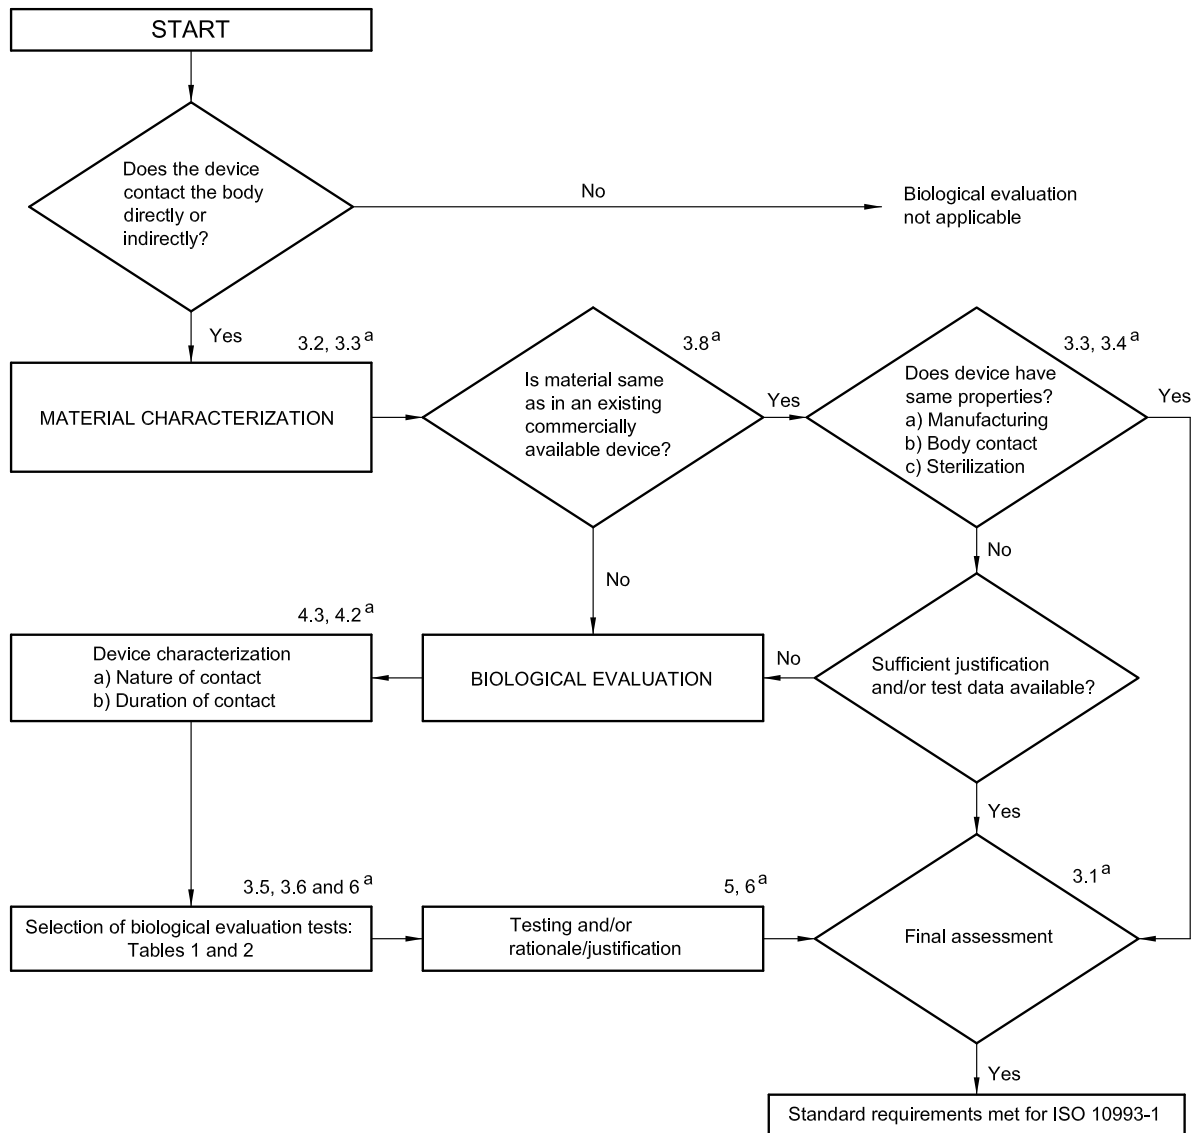 START
Does the device
contact the body
directly or
indirectly?
No
Biological evaluation
not applicable
Yes
3.2, 3.3 a
MATERIAL CHARACTERIZATION
3.8 a
Is material same
as in an existing
commercially
available device?
Yes
3.3, 3.4 a
Does device have
same properties?
a) Manufacturing
b) Body contact
c) Sterilization
Yes
No
No
4.3, 4.2 a
Device characterization
a) Nature of contact
b) Duration of contact
BIOLOGICAL EVALUATION
No
Sufficient justification
and/or test data available?
Yes
3.5, 3.6 and 6 a
Selection of biological evaluation tests:
Tables 1 and 2
5, 6 a
Testing and/or
rationale/justification
3.1 a
Final assessment
Yes
Standard requirements met for ISO 10993-1